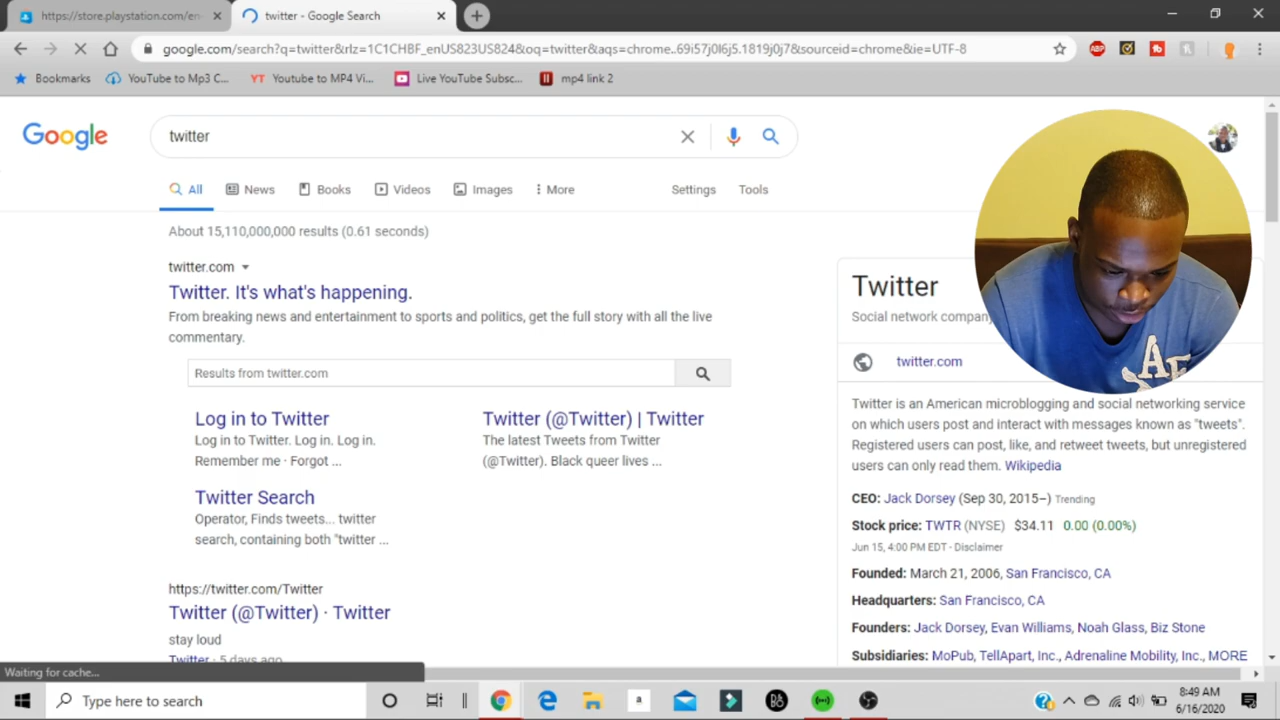 https://store.playstation.com/en-
twitter - Google Search
google.com/search?q=twitter&rlz=1C1CHBF_enUS823US824&oq=twitter&aqs=chrome..69i57j0l6j5.1819j0j7&sourceid=chrome&ie=UTF-8
ABP
Bookmarks
YouTube to Mp3 C...
YT Youtube to MP4 Vi...
Live YouTube Subsc...
mp4 link 2
Google
twitter
All
News
Books
Videos
Images
More
Settings
Tools
About 15,110,000,000 results (0.61 seconds)
twitter.com
Twitter. It's what's happening.
From breaking news and entertainment to sports and politics, get the full story with all the live
commentary.
Results from twitter.com
Log in to Twitter
Log in to Twitter. Log in. Log in.
Remember me · Forgot ...
Twitter (@Twitter) | Twitter
The latest Tweets from Twitter
(@Twitter). Black queer lives ...
Twitter Search
Operator, Finds tweets... twitter
search, containing both "twitter ...
https://twitter.com/Twitter
Twitter (@Twitter) · Twitter
stay loud
Twitter · 5 days ago
Twitter
Social network company
twitter.com
Twitter is an American microblogging and social networking service
on which users post and interact with messages known as "tweets".
Registered users can post, like, and retweet tweets, but unregistered
users can only read them. Wikipedia
CEO: Jack Dorsey (Sep 30, 2015–) Trending
Stock price: TWTR (NYSE) $34.11 0.00 (0.00%)
Jun 15, 4:00 PM EDT - Disclaimer
Founded: March 21, 2006, San Francisco, CA
Headquarters: San Francisco, CA
Founders: Jack Dorsey, Evan Williams, Noah Glass, Biz Stone
Subsidiaries: MoPub, TellApart, Inc., Adrenaline Mobility, Inc., MORE
Waiting for cache...
Type here to search
a
8:49 AM
6/16/2020